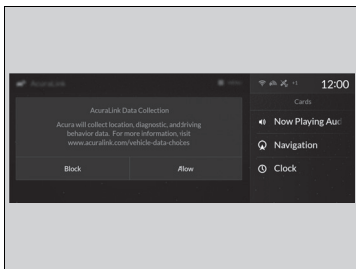 AcuraLink
+1
12:00
AcuraLink Data Collection
Acura will collect location, diagnostic, and driving
behavior data. For more information, visit
www.acuralink.com/vehicle-data-choices
Block
Allow
Cards
Now Playing Aud
Navigation
Clock